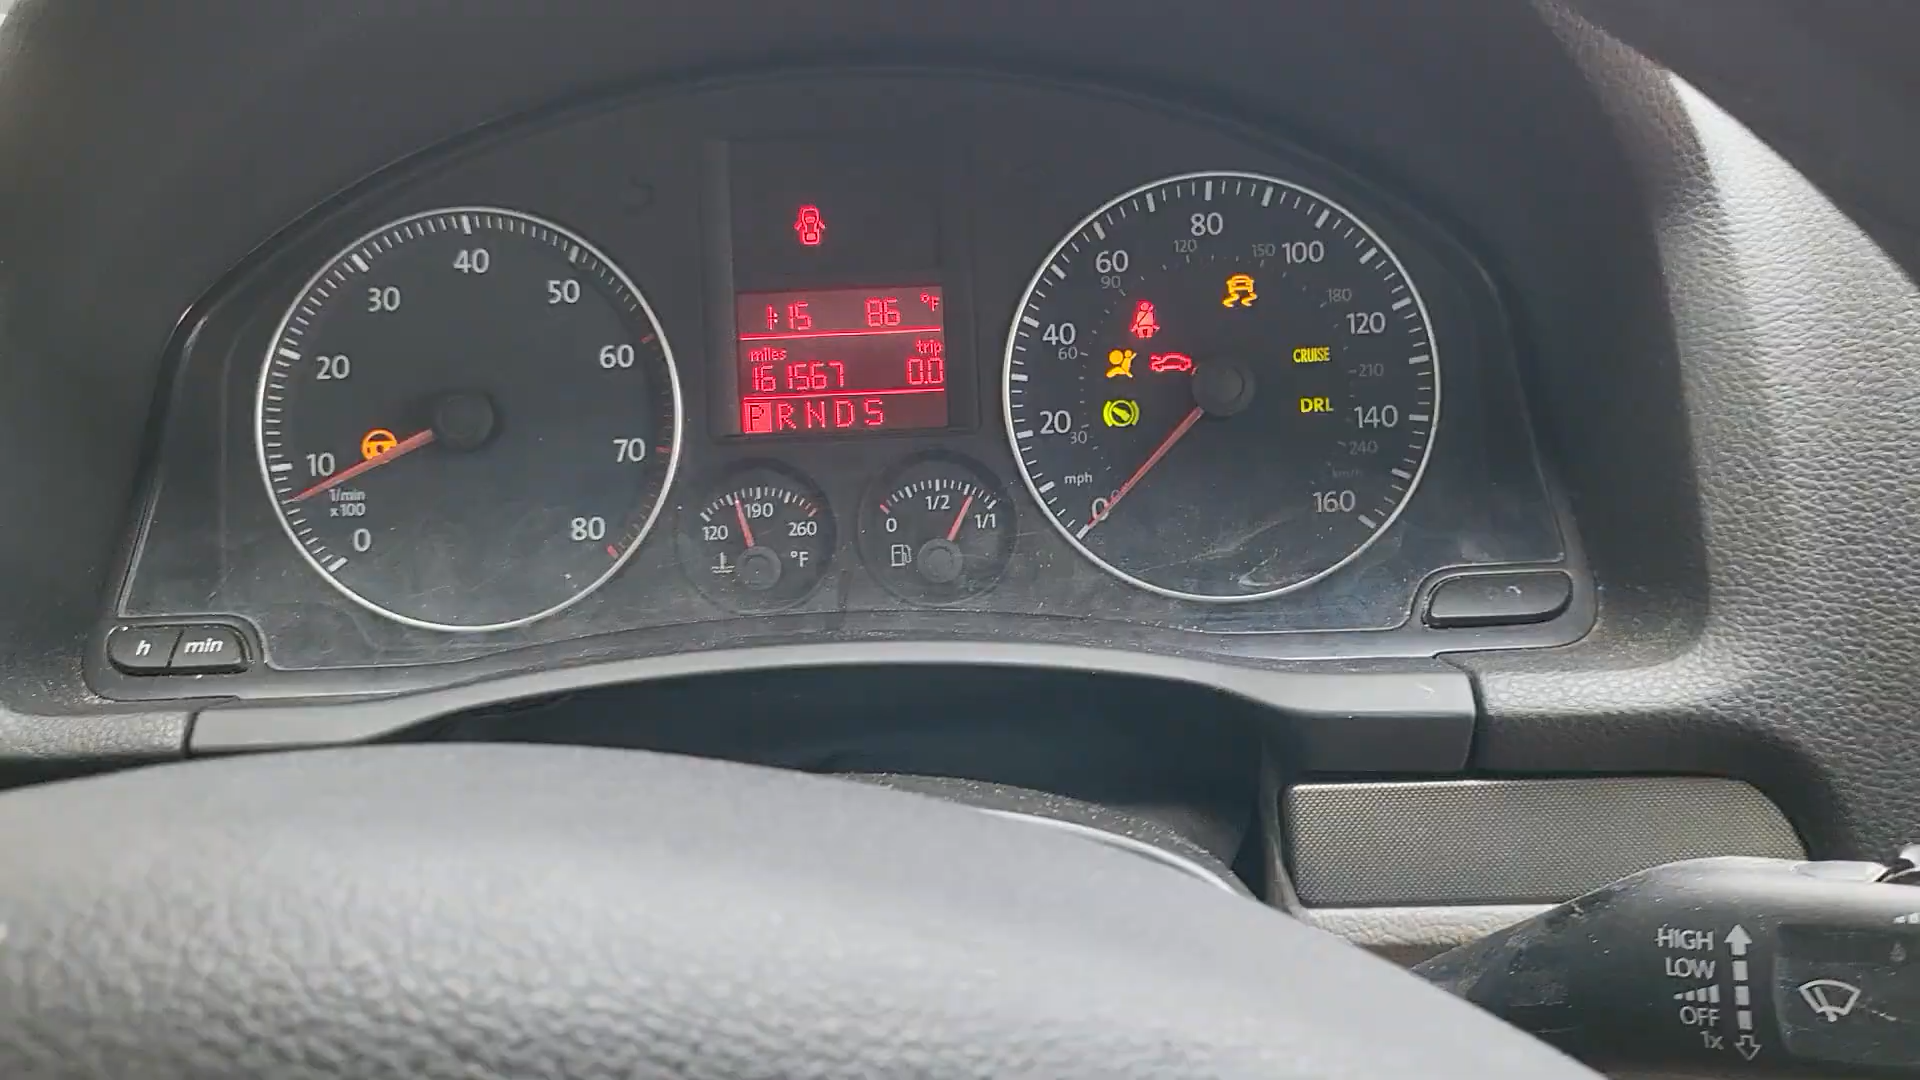 0
10
20
30
40
50
60
70
80
1/min
x100
1:15 86 °F
miles trip
161567 0.0
P R N D S
120 190 260
°F
0 1/2 1/1
0
20
40
60
80
100
120
140
160
30
60
90
120
150
180
210
240
mph
km/h
CRUISE
DRL
h min
HIGH
LOW
OFF
1x